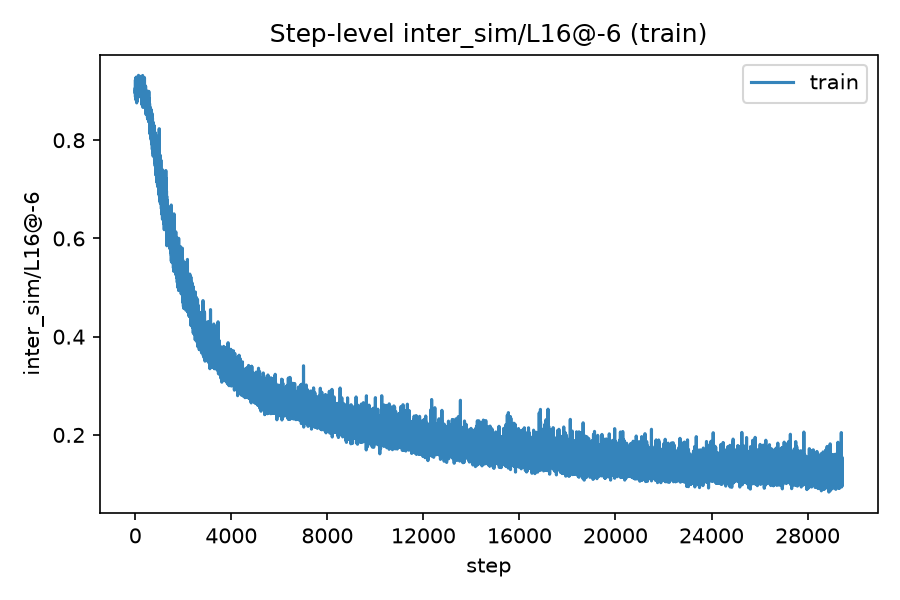 Step-level inter_sim/L16@-6 (train)
train
inter_sim/L16@-6
0.8
0.6
0.4
0.2
0 4000 8000 12000 16000 20000 24000 28000
step